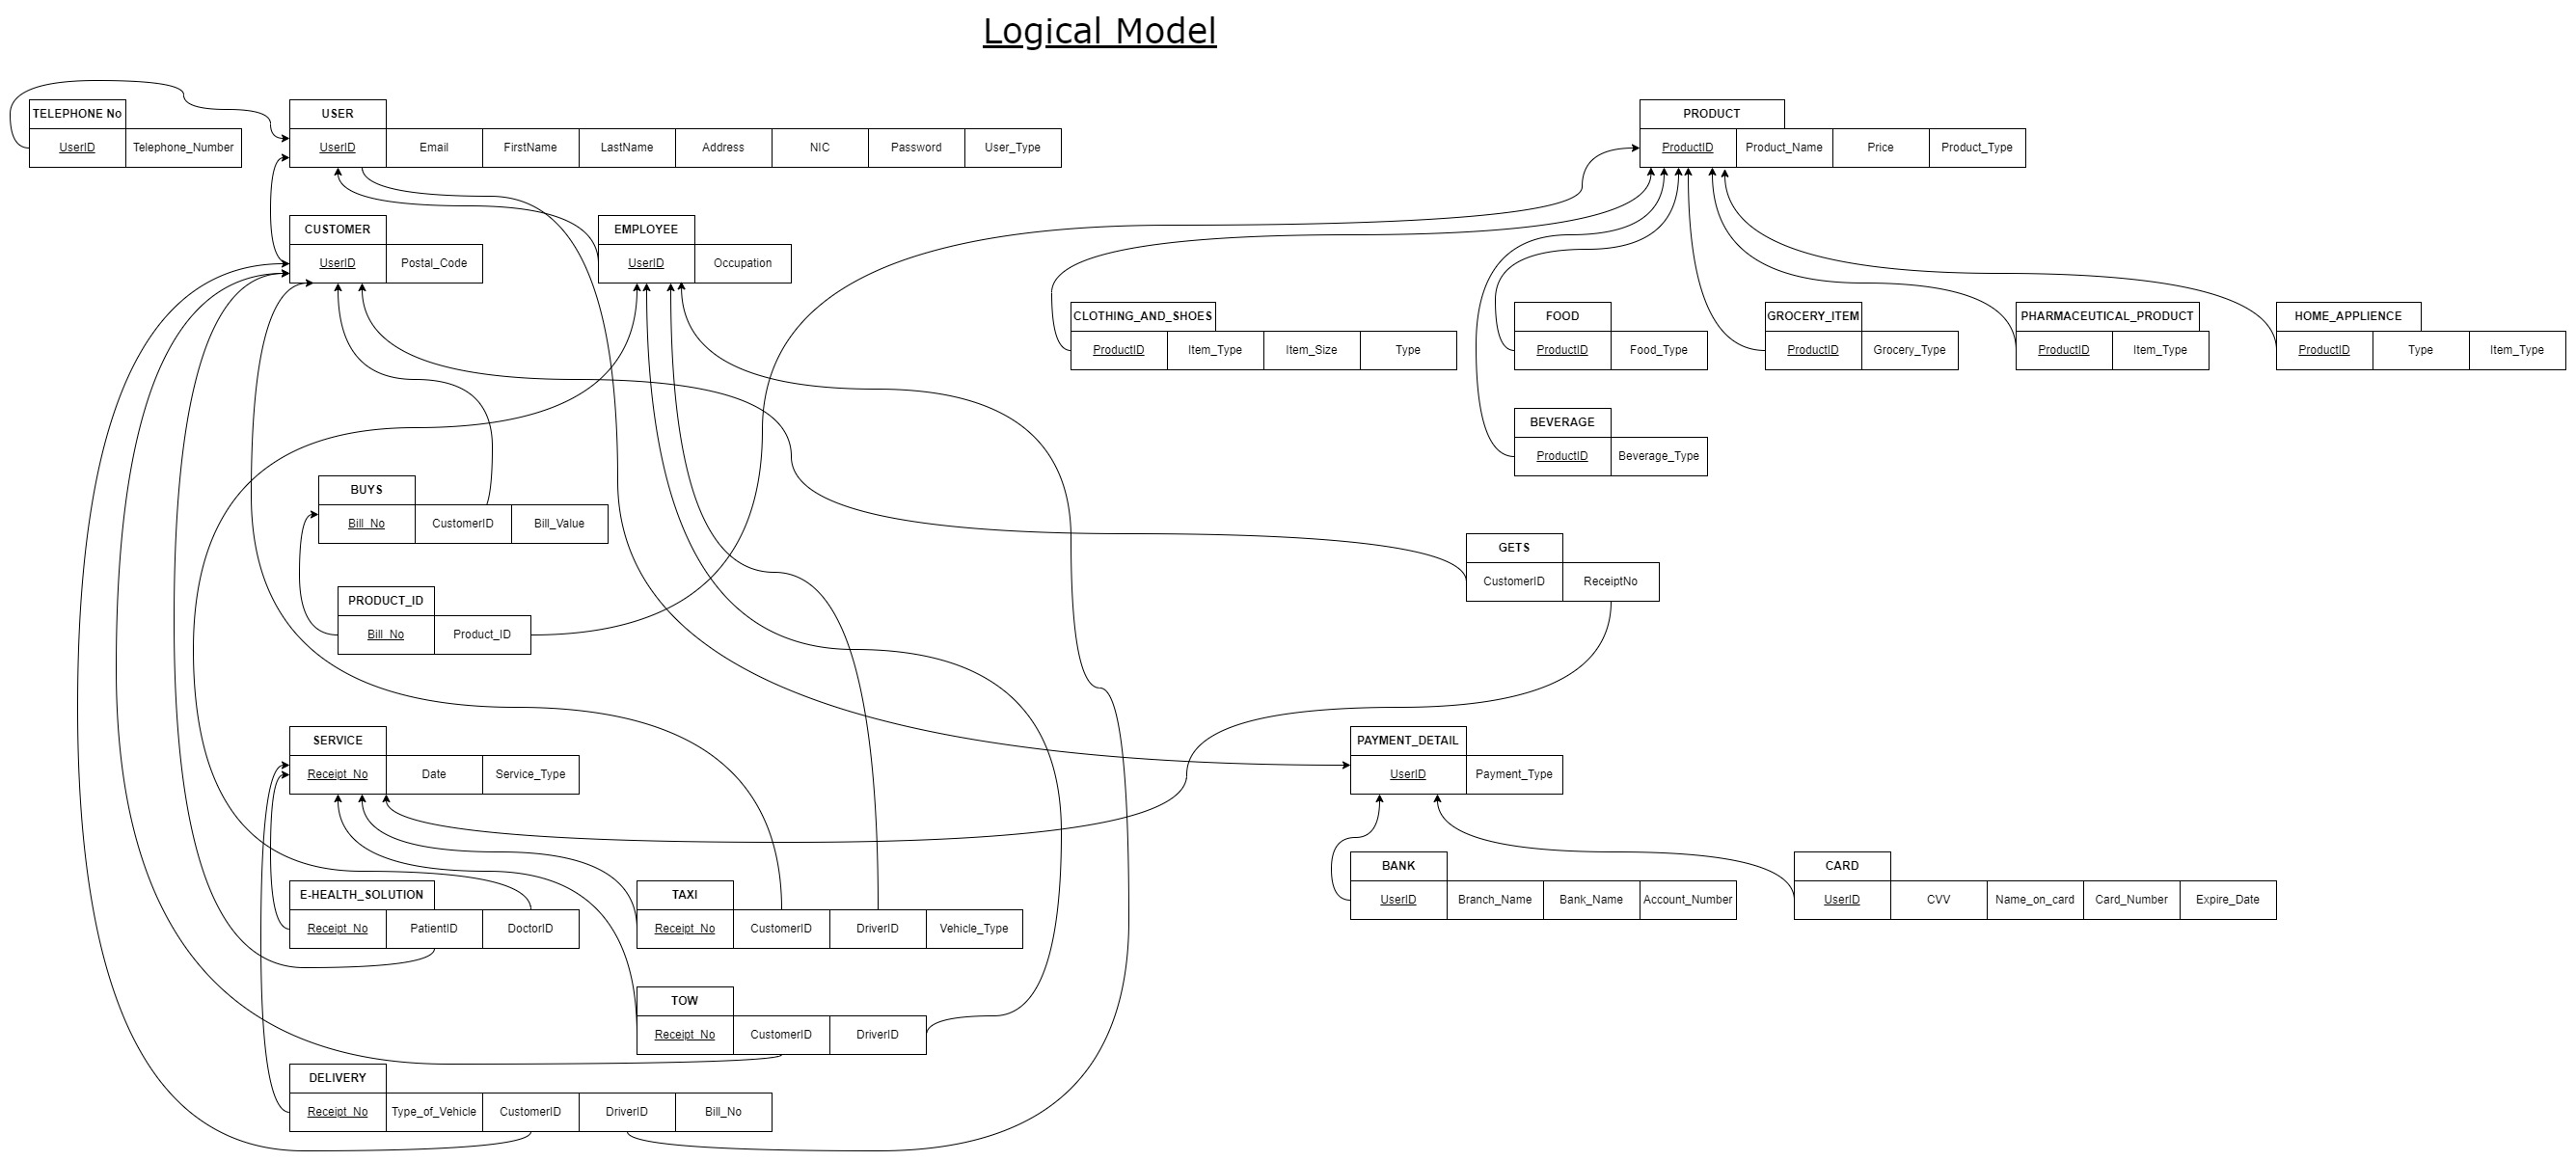 Logical Model
TELEPHONE No
UserID Telephone_Number
USER
UserID Email FirstName LastName Address NIC Password User_Type
PRODUCT
ProductID Product_Name Price Product_Type
CUSTOMER
UserID Postal_Code
EMPLOYEE
UserID Occupation
CLOTHING_AND_SHOES
ProductID Item_Type Item_Size Type
FOOD
ProductID Food_Type
GROCERY_ITEM
ProductID Grocery_Type
PHARMACEUTICAL_PRODUCT
ProductID Item_Type
HOME_APPLIENCE
ProductID Type Item_Type
BEVERAGE
ProductID Beverage_Type
BUYS
Bill_No CustomerID Bill_Value
GETS
CustomerID ReceiptNo
PRODUCT_ID
Bill_No Product_ID
SERVICE
Receipt_No Date Service_Type
PAYMENT_DETAIL
UserID Payment_Type
BANK
UserID Branch_Name Bank_Name Account_Number
CARD
UserID CVV Name_on_card Card_Number Expire_Date
E-HEALTH_SOLUTION
Receipt_No PatientID DoctorID
TAXI
Receipt_No CustomerID DriverID Vehicle_Type
TOW
Receipt_No CustomerID DriverID
DELIVERY
Receipt_No Type_of_Vehicle CustomerID DriverID Bill_No